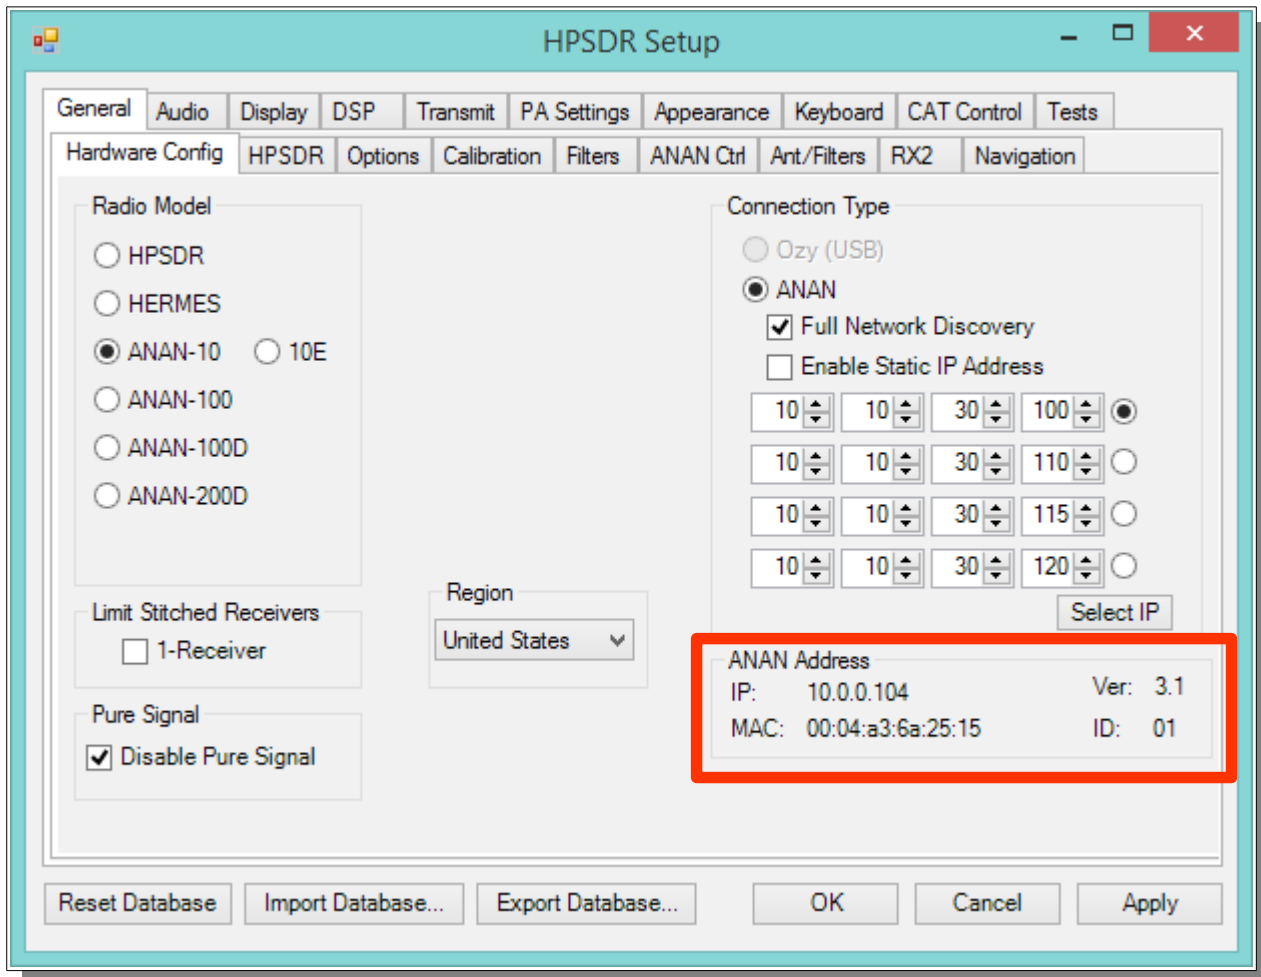 HPSDR Setup
General Audio Display DSP Transmit PA Settings Appearance Keyboard CAT Control Tests
Hardware Config HPSDR Options Calibration Filters ANAN Ctrl Ant/Filters RX2 Navigation
Radio Model
HPSDR
HERMES
ANAN-10 10E
ANAN-100
ANAN-100D
ANAN-200D
Limit Stitched Receivers
1-Receiver
Pure Signal
Disable Pure Signal
Region
United States
Connection Type
Ozy (USB)
ANAN
Full Network Discovery
Enable Static IP Address
10 10 30 100
10 10 30 110
10 10 30 115
10 10 30 120
Select IP
ANAN Address
IP: 10.0.0.104 Ver: 3.1
MAC: 00:04:a3:6a:25:15 ID: 01
Reset Database Import Database... Export Database... OK Cancel Apply